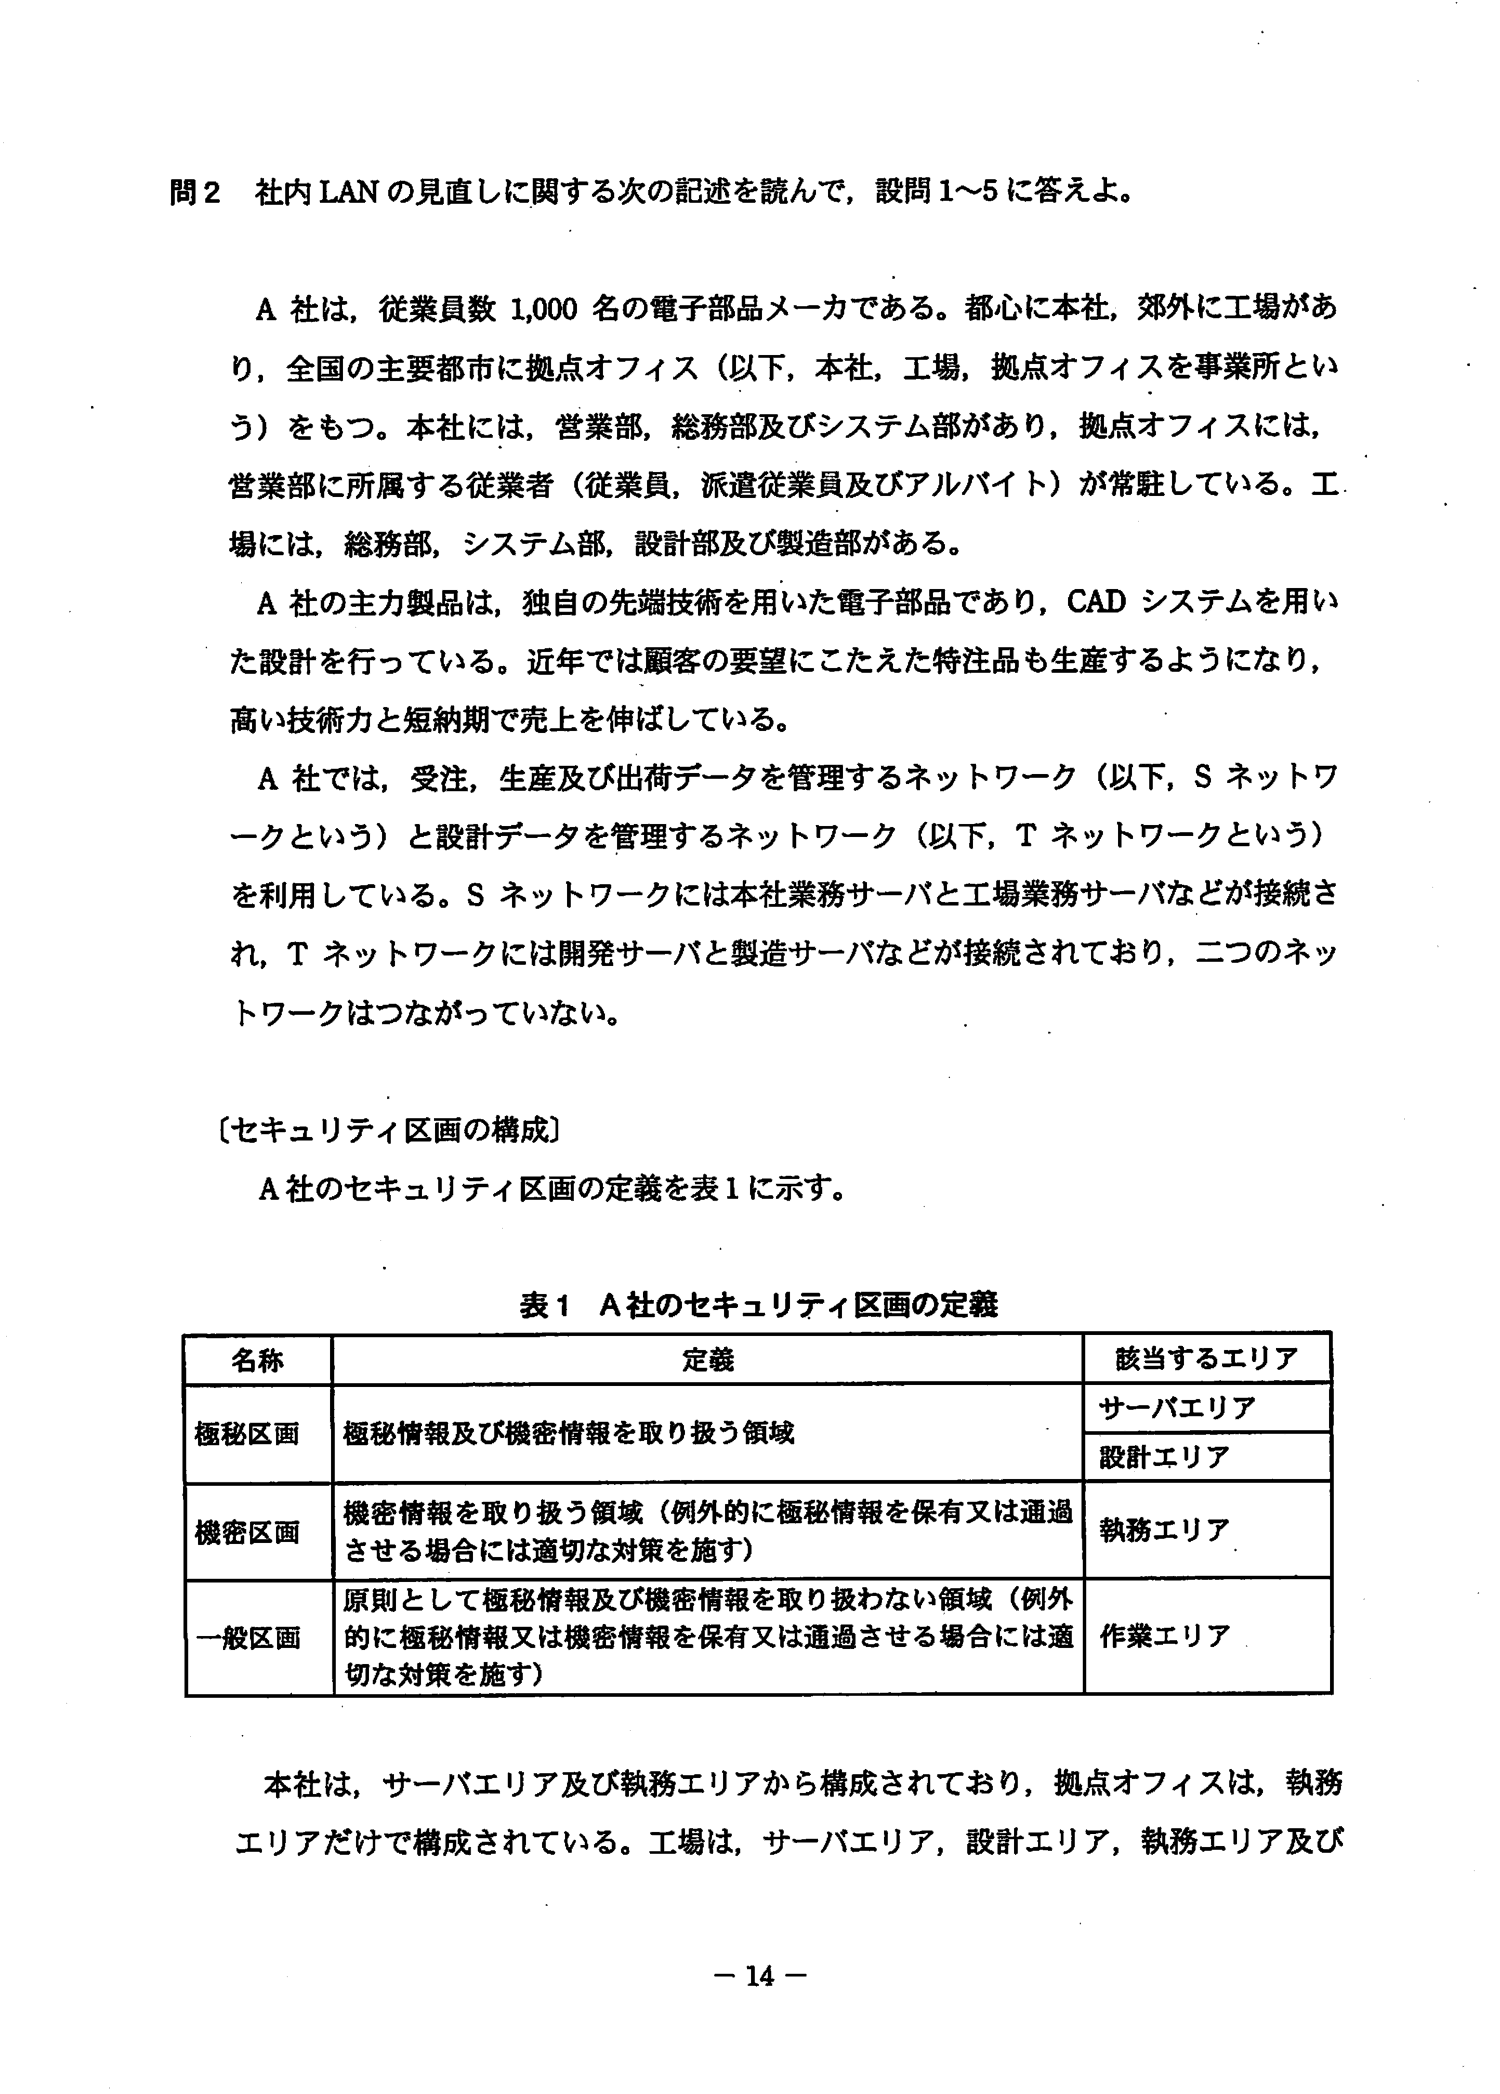 問2　社内 LAN の見直しに関する次の記述を読んで，設問 1～5 に答えよ。
A 社は，従業員数 1,000 名の電子部品メーカである。都心に本社，郊外に工場があ
り，全国の主要都市に拠点オフィス（以下，本社，工場，拠点オフィスを事業所とい
う）をもつ。本社には，営業部，総務部及びシステム部があり，拠点オフィスには，
営業部に所属する従業者（従業員，派遣従業員及びアルバイト）が常駐している。工
場には，総務部，システム部，設計部及び製造部がある。
A 社の主力製品は，独自の先端技術を用いた電子部品であり，CAD システムを用い
た設計を行っている。近年では顧客の要望にこたえた特注品も生産するようになり，
高い技術力と短納期で売上を伸ばしている。
A 社では，受注，生産及び出荷データを管理するネットワーク（以下，S ネットワ
ークという）と設計データを管理するネットワーク（以下，T ネットワークという）
を利用している。S ネットワークには本社業務サーバと工場業務サーバなどが接続さ
れ，T ネットワークには開発サーバと製造サーバなどが接続されており，二つのネッ
トワークはつながっていない。
〔セキュリティ区画の構成〕
A 社のセキュリティ区画の定義を表 1 に示す。
表 1　A 社のセキュリティ区画の定義
名称　定義　該当するエリア
極秘区画　極秘情報及び機密情報を取り扱う領域　サーバエリア
設計エリア
機密区画　機密情報を取り扱う領域（例外的に極秘情報を保有又は通過
させる場合には適切な対策を施す）　執務エリア
一般区画　原則として極秘情報及び機密情報を取り扱わない領域（例外
的に極秘情報又は機密情報を保有又は通過させる場合には適
切な対策を施す）　作業エリア
本社は，サーバエリア及び執務エリアから構成されており，拠点オフィスは，執務
エリアだけで構成されている。工場は，サーバエリア，設計エリア，執務エリア及び
－ 14 －